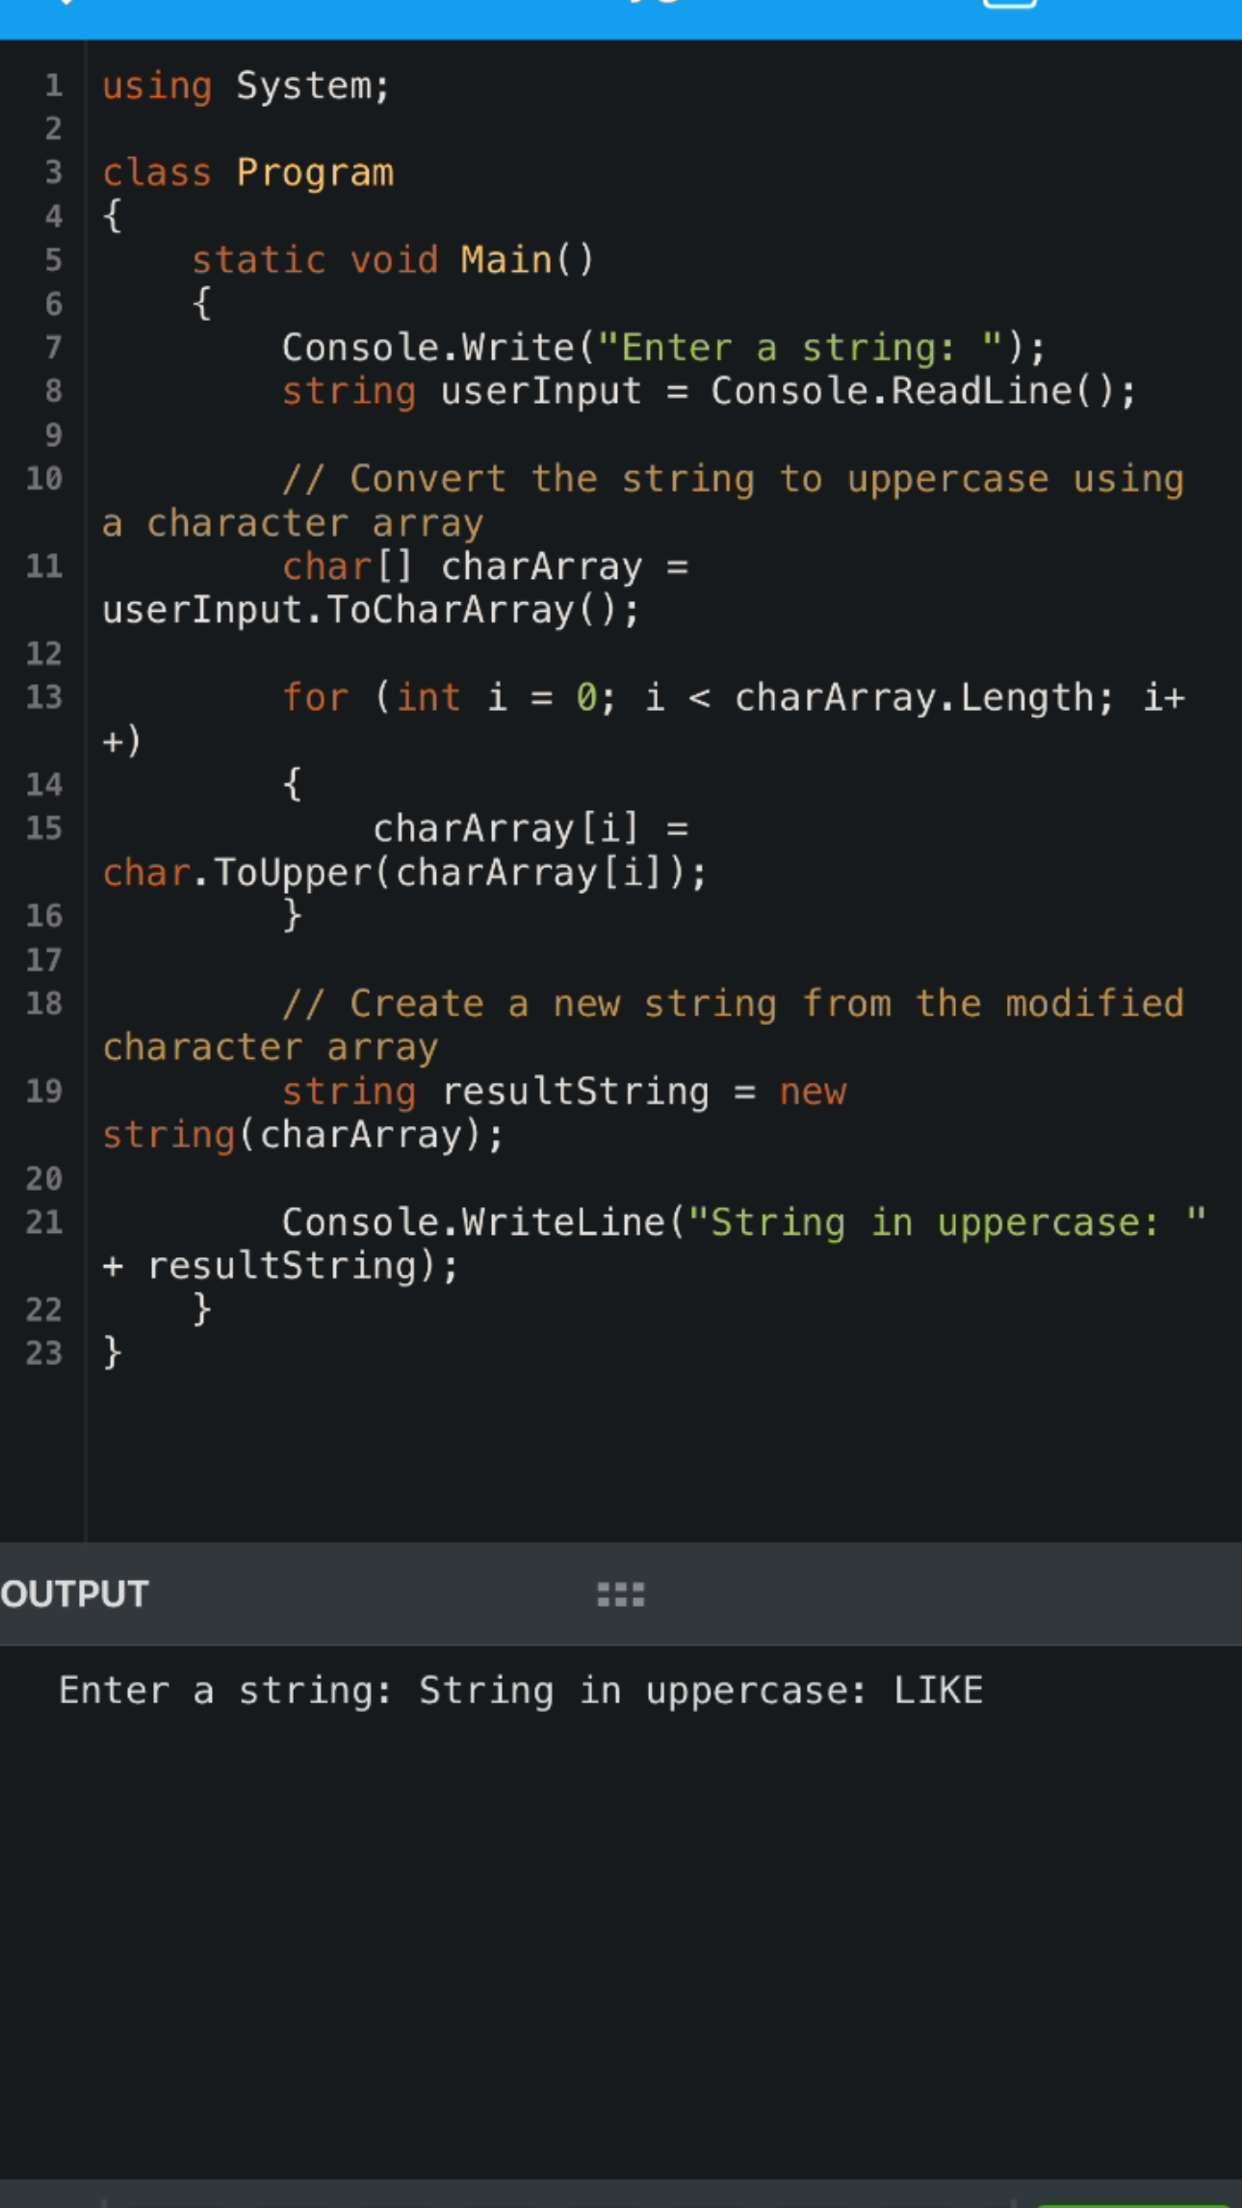 1 using System;
2
3 class Program
4 {
5     static void Main()
6     {
7         Console.Write("Enter a string: ");
8         string userInput = Console.ReadLine();
9
10         // Convert the string to uppercase using
a character array
11         char[] charArray =
userInput.ToCharArray();
12
13         for (int i = 0; i < charArray.Length; i+
+)
14         {
15             charArray[i] =
char.ToUpper(charArray[i]);
16         }
17
18         // Create a new string from the modified
character array
19         string resultString = new
string(charArray);
20
21         Console.WriteLine("String in uppercase: "
+ resultString);
22     }
23 }
OUTPUT
Enter a string: String in uppercase: LIKE